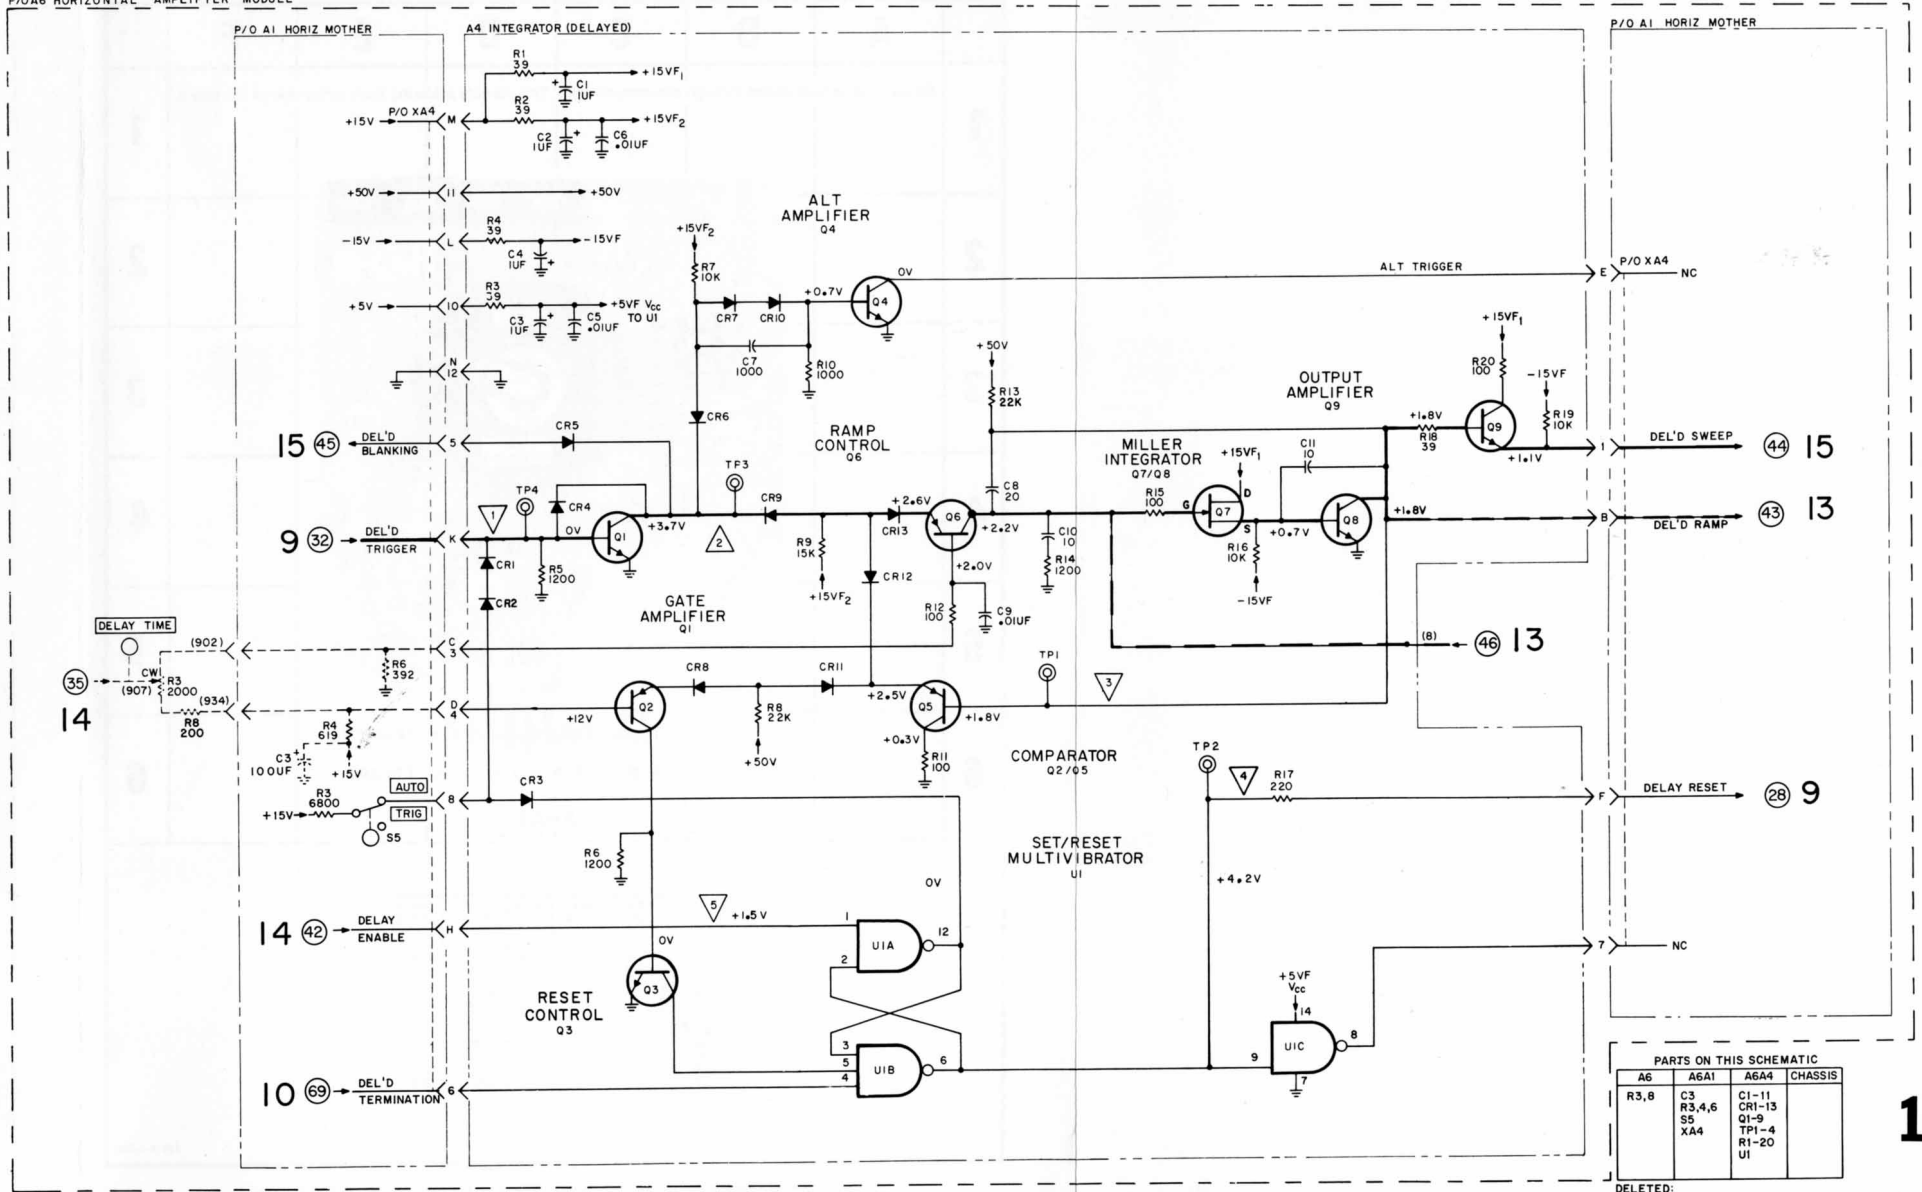 P/O A6 HORIZONTAL AMPLIFIER MODULE
P/O A1 HORIZ MOTHER
A4 INTEGRATOR (DELAYED)
P/O A1 HORIZ MOTHER
R1
39
+15VF1
C1
1UF
+15V
P/O XA4
M
R2
39
+15VF2
C2
1UF
C6
.01UF
+50V
11
+50V
-15V
L
R4
39
-15VF
C4
1UF
+5V
10
R3
39
+5VF VCC
TO U1
C3
1UF
C5
.01UF
N
12
ALT
AMPLIFIER
Q4
+15VF2
R7
10K
0V
+0.7V
Q4
CR7
CR10
C7
1000
R10
1000
ALT TRIGGER
E
P/O XA4
NC
15
45
DEL'D
BLANKING
5
CR5
CR6
RAMP
CONTROL
Q6
+50V
R13
22K
OUTPUT
AMPLIFIER
Q9
+15VF1
R20
100
-15VF
R19
10K
+1.8V
R18
39
Q9
+1.1V
1
DEL'D SWEEP
44
15
MILLER
INTEGRATOR
Q7/Q8
+15VF1
C11
10
9
32
DEL'D
TRIGGER
K
1
TP4
CR4
0V
Q1
+3.7V
TP3
2
CR9
R9
15K
+15VF2
CR13
+2.6V
Q6
+2.2V
C8
20
+2.0V
C10
10
R14
1200
R15
100
G
D
Q7
S
R16
10K
-15VF
+0.7V
Q8
+1.8V
B
DEL'D RAMP
43
13
CR1
CR2
R5
1200
CR12
R12
100
C9
.01UF
GATE
AMPLIFIER
Q1
(8)
46
13
DELAY TIME
(902)
C
3
R6
392
35
14
CW
(907)
R3
2000
(934)
R8
200
D
4
R4
619
C3
100UF
+15V
+12V
Q2
CR8
CR11
R8
22K
+50V
+2.5V
Q5
+1.8V
+0.3V
R11
100
TP1
3
COMPARATOR
Q2/Q5
TP2
4
R17
220
F
DELAY RESET
28
9
R3
6800
+15V
AUTO
TRIG
S5
8
CR3
R6
1200
SET/RESET
MULTIVIBRATOR
U1
+4.2V
0V
14
42
DELAY
ENABLE
H
5
+1.5V
1
U1A
12
2
0V
Q3
RESET
CONTROL
Q3
3
5
4
U1B
6
10
69
DEL'D
TERMINATION
6
+5VF
VCC
14
9
U1C
8
7
7
NC
PARTS ON THIS SCHEMATIC
A6 A6A1 A6A4 CHASSIS
R3,8 C3 C1-11
R3,4,6 CR1-13
S5 Q1-9
XA4 TP1-4
R1-20
U1
DELETED:
1